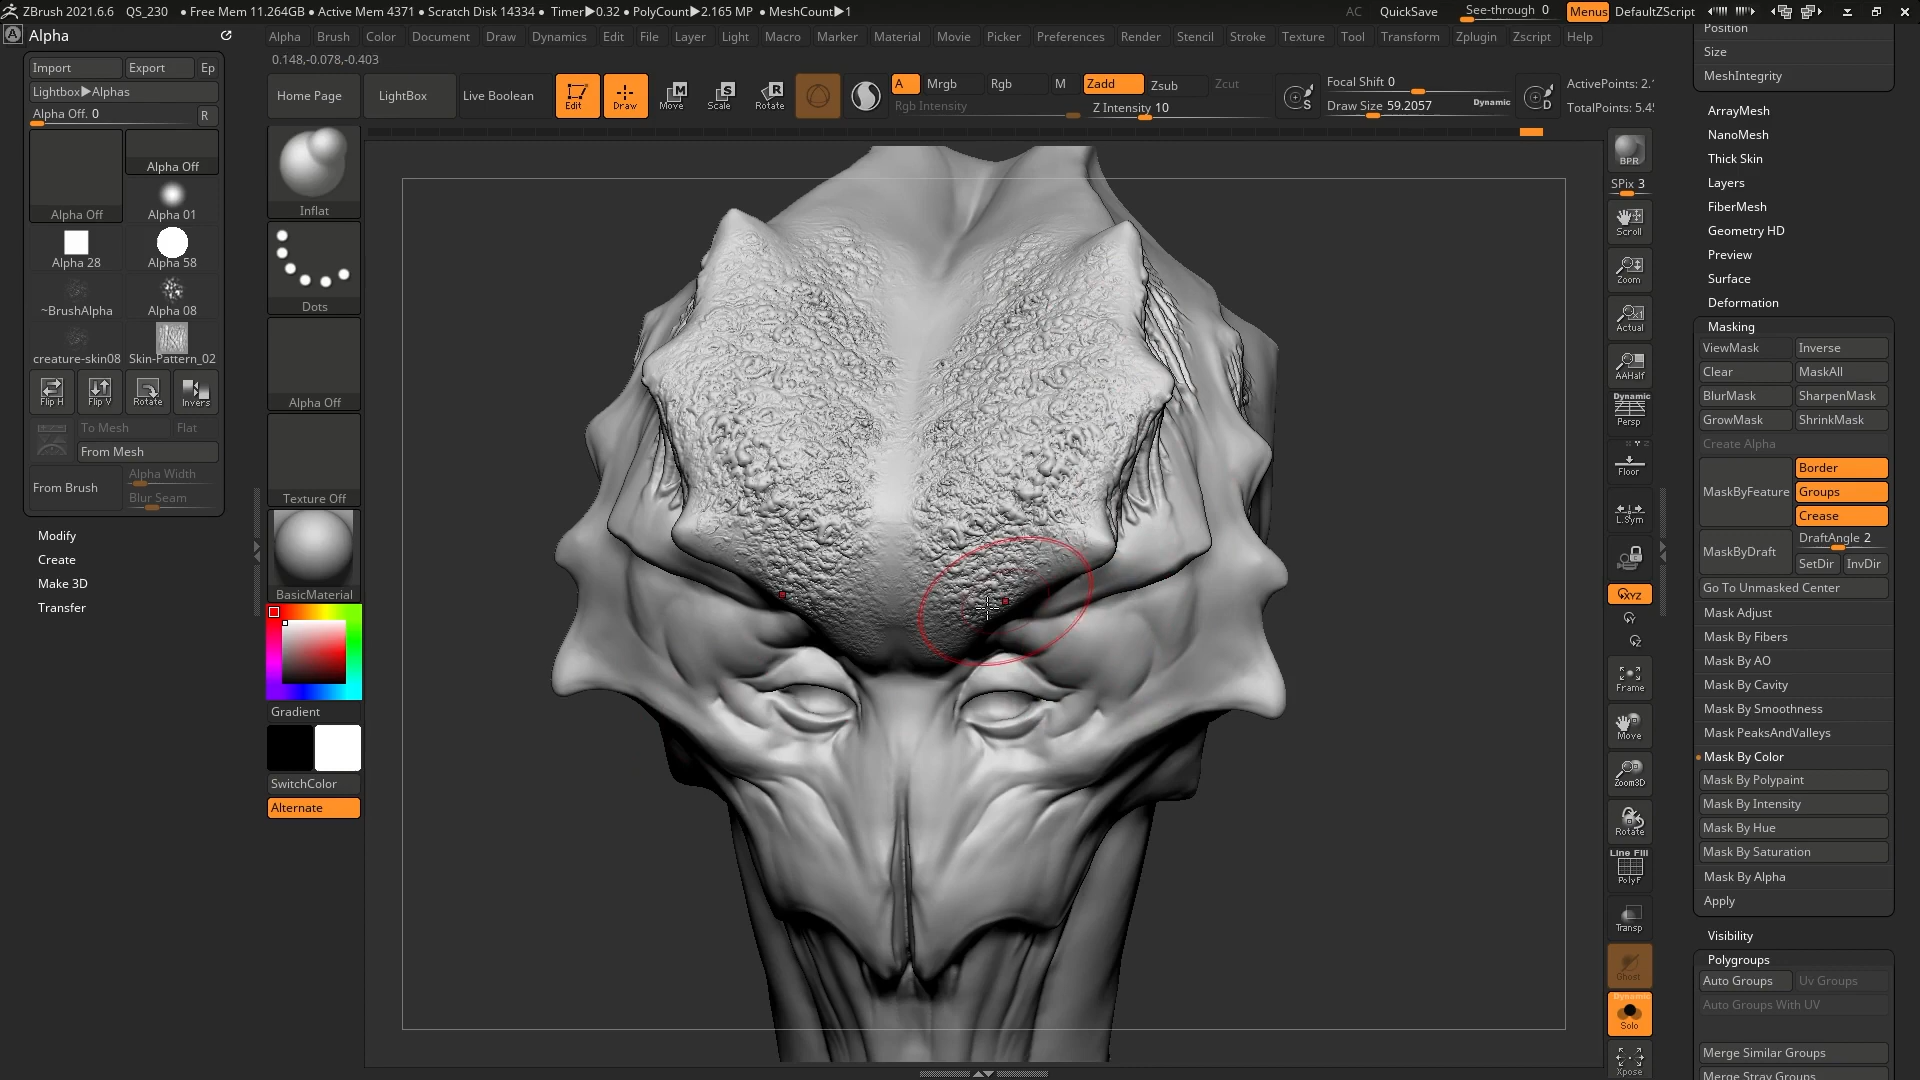 ZBrush 2021.6.6 QS_230 ● Free Mem 11.264GB ● Active Mem 4371 ● Scratch Disk 14334 ● Timer▶0.32 ● PolyCount▶2.165 MP ● MeshCount▶1 AC QuickSave See-through 0 Menus DefaultZScript
Alpha
Alpha Brush Color Document Draw Dynamics Edit File Layer Light Macro Marker Material Movie Picker Preferences Render Stencil Stroke Texture Tool Transform Zplugin Zscript Help
0.148,-0.078,-0.403
Import Export Ep
Lightbox▶Alphas
Alpha Off. 0 R
Alpha Off
Alpha Off
Alpha 01
Alpha 28
Alpha 58
~BrushAlpha
Alpha 08
creature-skin08
Skin-Pattern_02
Flip H
Flip V
Rotate
Invers
To Mesh Flat
From Mesh
From Brush
Alpha Width
Blur Seam
Modify
Create
Make 3D
Transfer
Home Page LightBox Live Boolean
Edit
Draw
Move
Scale
Rotate
A Mrgb Rgb M Zadd Zsub Zcut
Rgb Intensity Z Intensity 10
S
Focal Shift 0
Draw Size 59.2057 Dynamic
D
ActivePoints: 2.
TotalPoints: 5.4
Inflat
Dots
Alpha Off
Texture Off
BasicMaterial
Gradient
SwitchColor
Alternate
BPR
SPix 3
Scroll
Zoom
Actual
AAHalf
Dynamic
Persp
Floor
L.Sym
XYZ
Frame
Move
Zoom3D
Rotate
Line Fill
PolyF
Transp
Ghost
Dynamic
Solo
Xpose
Position
Size
MeshIntegrity
ArrayMesh
NanoMesh
Thick Skin
Layers
FiberMesh
Geometry HD
Preview
Surface
Deformation
Masking
ViewMask Inverse
Clear MaskAll
BlurMask SharpenMask
GrowMask ShrinkMask
Create Alpha
MaskByFeature
Border
Groups
Crease
MaskByDraft
DraftAngle 2
SetDir InvDir
Go To Unmasked Center
Mask Adjust
Mask By Fibers
Mask By AO
Mask By Cavity
Mask By Smoothness
Mask PeaksAndValleys
Mask By Color
Mask By Polypaint
Mask By Intensity
Mask By Hue
Mask By Saturation
Mask By Alpha
Apply
Visibility
Polygroups
Auto Groups Uv Groups
Auto Groups With UV
Merge Similar Groups
Merge Stray Groups